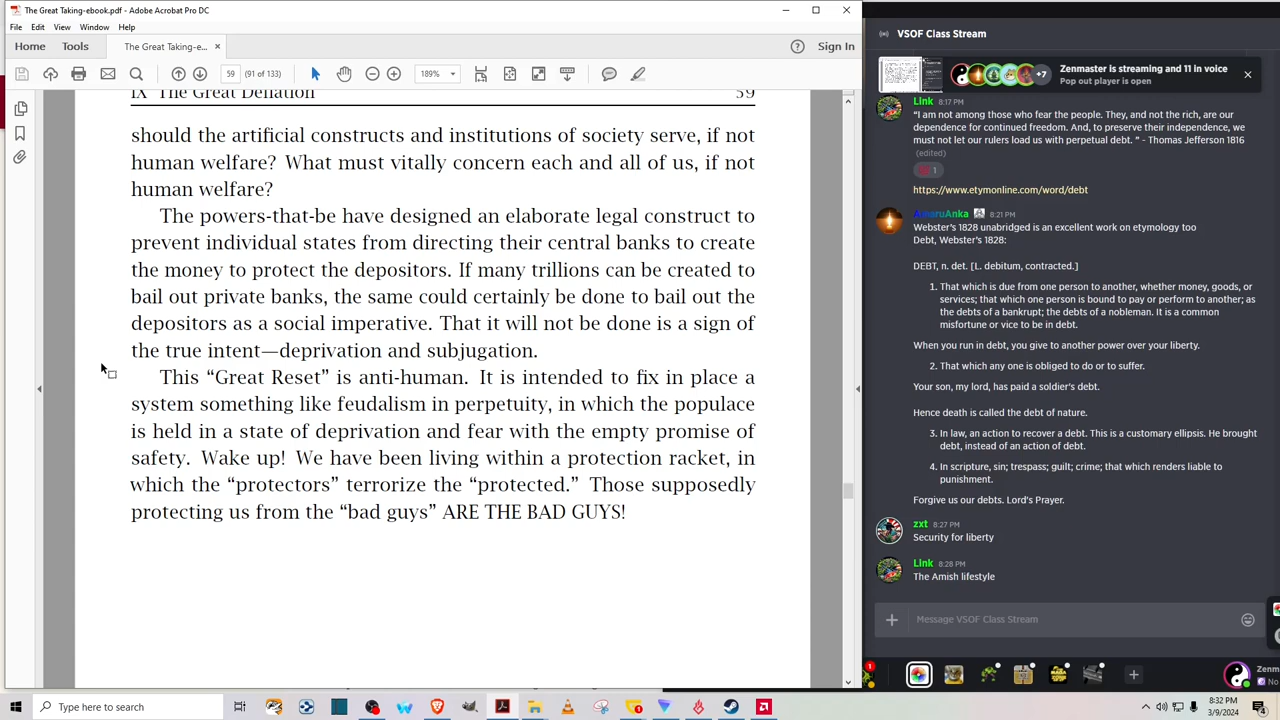 The Great Taking-ebook.pdf - Adobe Acrobat Pro DC
File Edit View Window Help
Home Tools The Great Taking-e... × Sign In
59 (91 of 133) 189%
IX The Great Deflation 59
should the artificial constructs and institutions of society serve, if not
human welfare? What must vitally concern each and all of us, if not
human welfare?
The powers-that-be have designed an elaborate legal construct to
prevent individual states from directing their central banks to create
the money to protect the depositors. If many trillions can be created to
bail out private banks, the same could certainly be done to bail out the
depositors as a social imperative. That it will not be done is a sign of
the true intent—deprivation and subjugation.
This “Great Reset” is anti-human. It is intended to fix in place a
system something like feudalism in perpetuity, in which the populace
is held in a state of deprivation and fear with the empty promise of
safety. Wake up! We have been living within a protection racket, in
which the “protectors” terrorize the “protected.” Those supposedly
protecting us from the “bad guys” ARE THE BAD GUYS!
VSOF Class Stream
+7
Zenmaster is streaming and 11 in voice
Pop out player is open
Link 8:17 PM
“I am not among those who fear the people. They, and not the rich, are our
dependence for continued freedom. And, to preserve their independence, we
must not let our rulers load us with perpetual debt. ” - Thomas Jefferson 1816
(edited)
1
https://www.etymonline.com/word/debt
8:21 PM
Webster’s 1828 unabridged is an excellent work on etymology too
Debt, Webster’s 1828:
DEBT, n. det. [L. debitum, contracted.]
1. That which is due from one person to another, whether money, goods, or
services; that which one person is bound to pay or perform to another; as
the debts of a bankrupt; the debts of a nobleman. It is a common
misfortune or vice to be in debt.
When you run in debt, you give to another power over your liberty.
2. That which any one is obliged to do or to suffer.
Your son, my lord, has paid a soldier’s debt.
Hence death is called the debt of nature.
3. In law, an action to recover a debt. This is a customary ellipsis. He brought
debt, instead of an action of debt.
4. In scripture, sin; trespass; guilt; crime; that which renders liable to
punishment.
Forgive us our debts. Lord’s Prayer.
zxt 8:27 PM
Security for liberty
Link 8:28 PM
The Amish lifestyle
Message VSOF Class Stream
1
Zenm
No
Type here to search
8:32 PM
3/9/2024
4